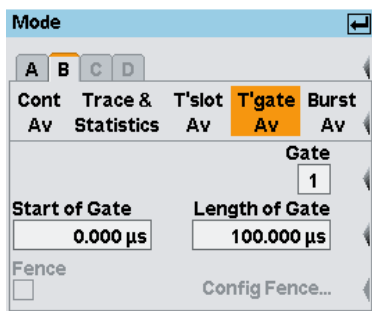 Mode
A B C D
Cont Trace & T'slot T'gate Burst
Av Statistics Av Av Av
Gate
1
Start of Gate Length of Gate
0.000 µs 100.000 µs
Fence
Config Fence...